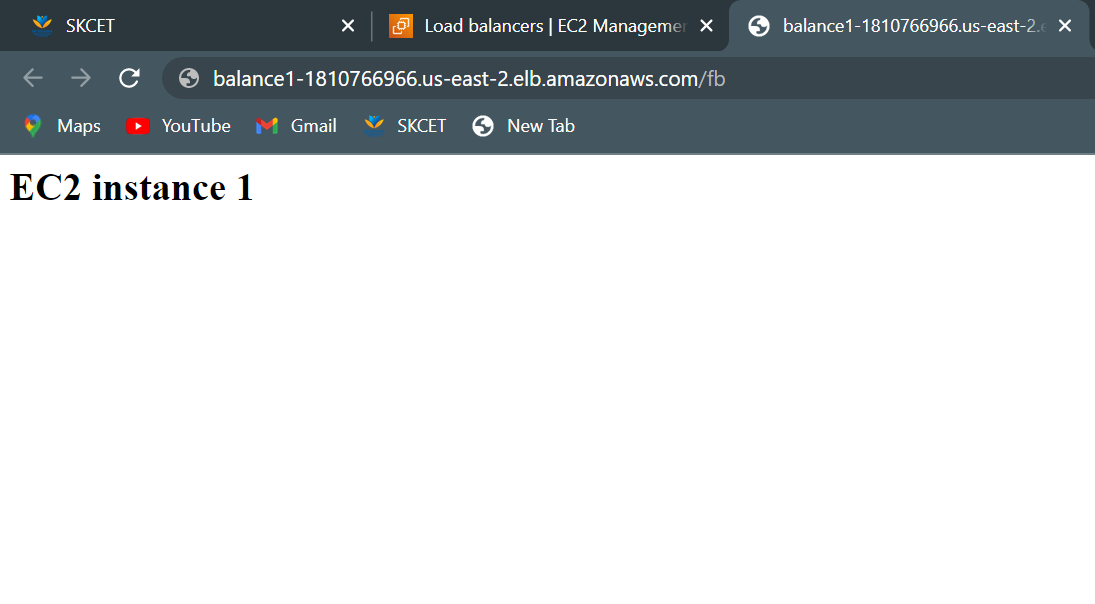 SKCET
Load balancers | EC2 Managemen
balance1-1810766966.us-east-2.e
balance1-1810766966.us-east-2.elb.amazonaws.com/fb
Maps YouTube Gmail SKCET New Tab
EC2 instance 1